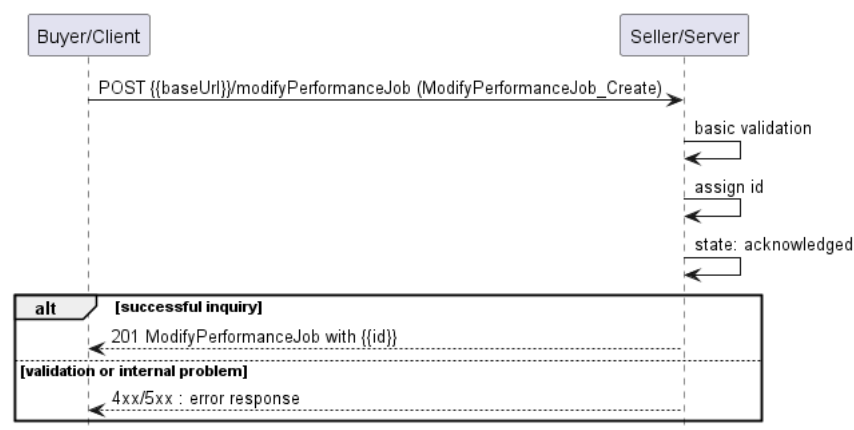 Buyer/Client
Seller/Server
POST {{baseUrl}}/modifyPerformanceJob (ModifyPerformanceJob_Create)
basic validation
assign id
state: acknowledged
alt
[successful inquiry]
201 ModifyPerformanceJob with {{id}}
[validation or internal problem]
4xx/5xx : error response